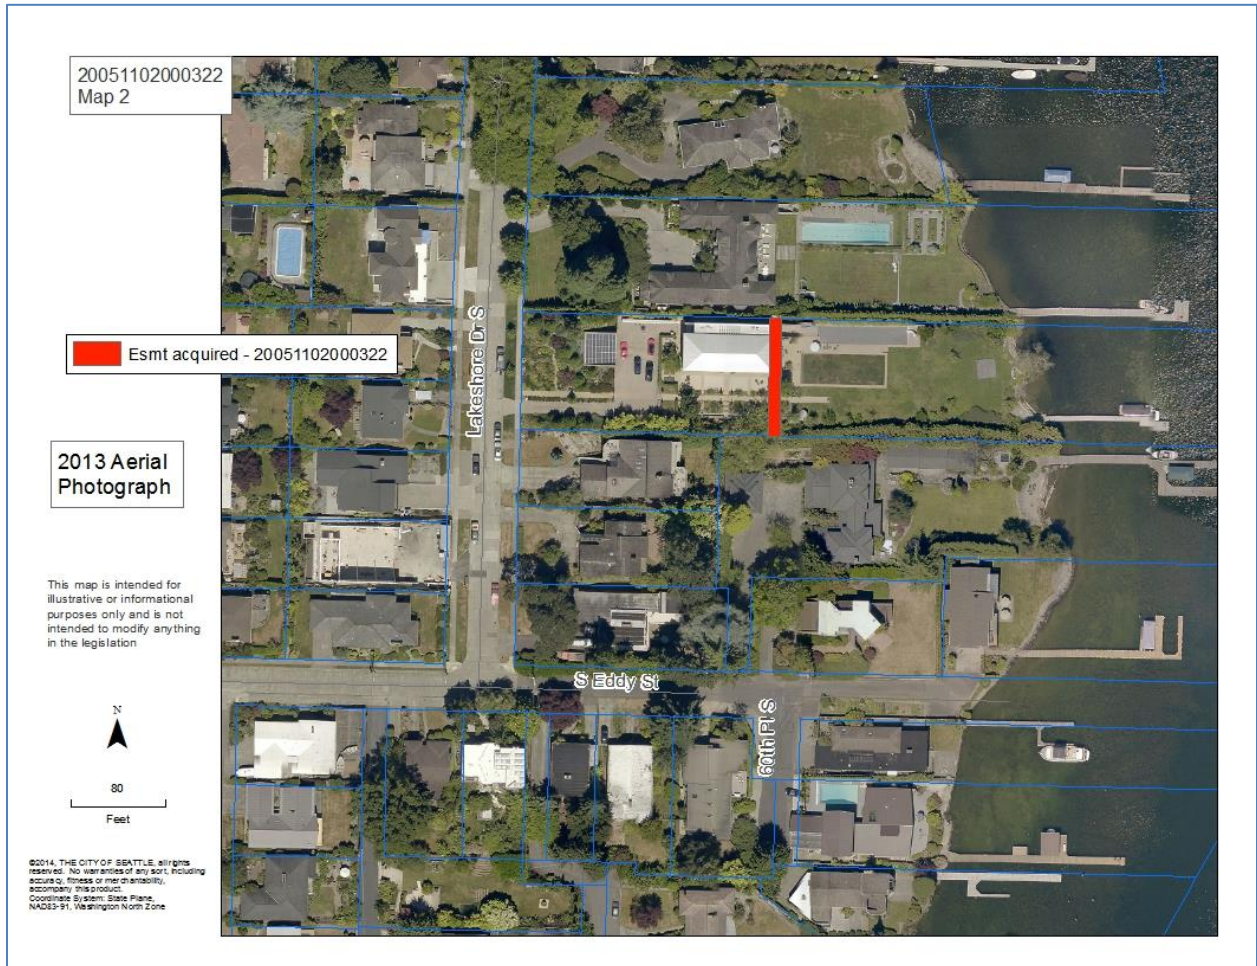 20051102000322
Map 2
Esmt acquired - 20051102000322
Lakeshore Dr S
2013 Aerial
Photograph
This map is intended for
illustrative or informational
purposes only and is not
intended to modify anything
in the legislation
S Eddy St
60th Pl S
N
80
Feet
©2014, THE CITY OF SEATTLE, all rights
reserved. No warranties of any sort, including
accuracy, fitness or merchantability,
accompany this product.
Coordinate System: State Plane,
NAD83-91, Washington North Zone